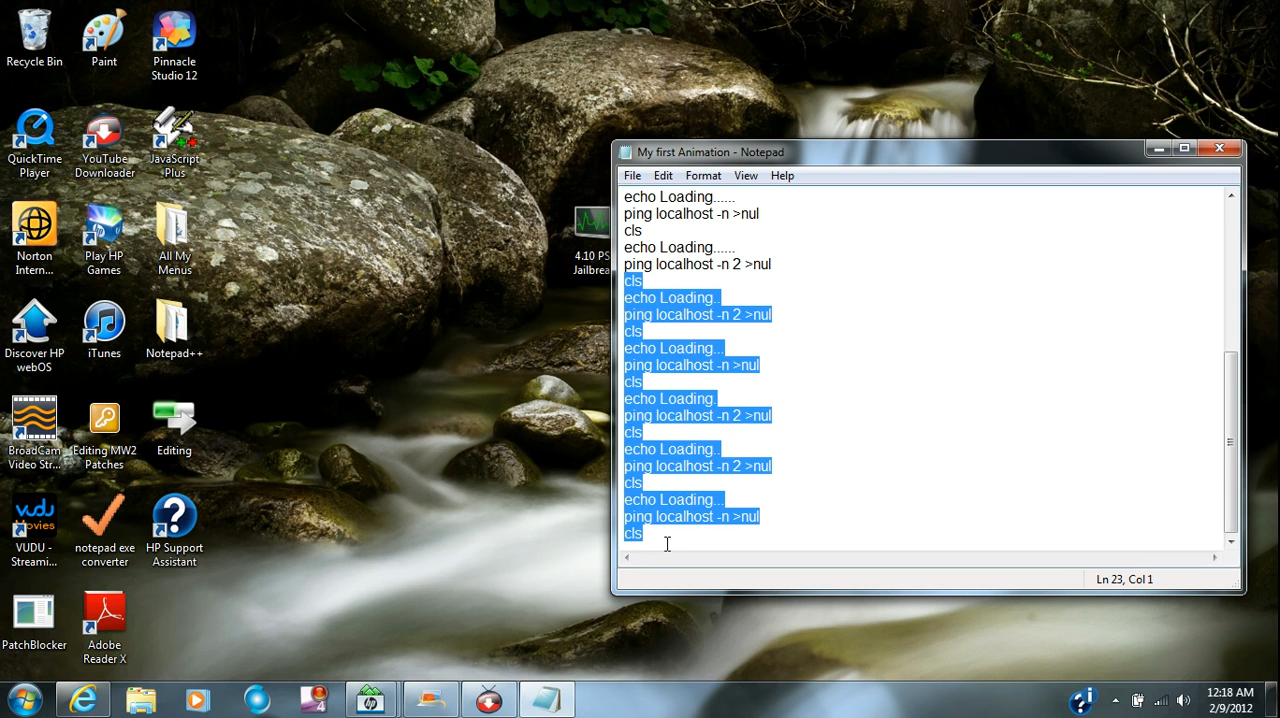 Recycle Bin
Paint
Pinnacle
Studio 12
QuickTime
Player
YouTube
Downloader
JavaScript
Plus
Norton
Intern...
Play HP
Games
All My
Menus
Discover HP
webOS
iTunes
Notepad++
BroadCam
Video Str...
Editing MW2
Patches
Editing
vudu
Movies
VUDU -
Streami...
notepad exe
converter
HP Support
Assistant
PatchBlocker
Adobe
Reader X
4.10 PS
Jailbrea
My first Animation - Notepad
File Edit Format View Help
echo Loading......
ping localhost -n >nul
cls
echo Loading......
ping localhost -n 2 >nul
cls
echo Loading..
ping localhost -n 2 >nul
cls
echo Loading...
ping localhost -n >nul
cls
echo Loading.
ping localhost -n 2 >nul
cls
echo Loading..
ping localhost -n 2 >nul
cls
echo Loading...
ping localhost -n >nul
cls
Ln 23, Col 1
12:18 AM
2/9/2012